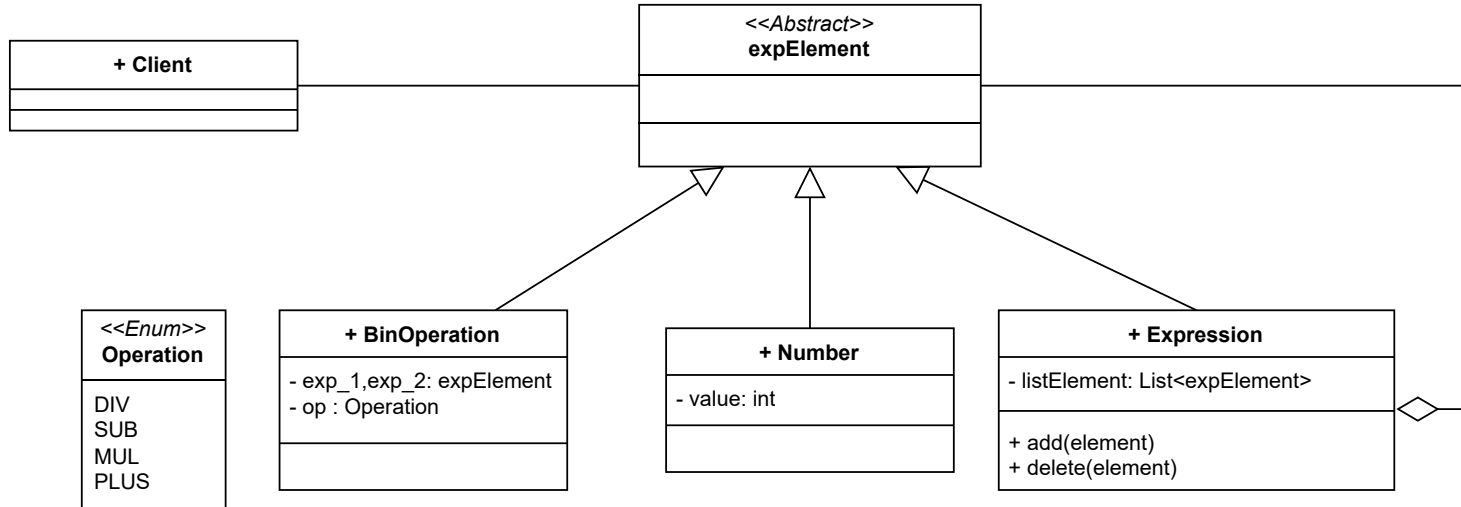 <<Abstract>>
expElement
+ Client
<<Enum>>
Operation
DIV
SUB
MUL
PLUS
+ BinOperation
- exp_1,exp_2: expElement
- op : Operation
+ Number
- value: int
+ Expression
- listElement: List<expElement>
+ add(element)
+ delete(element)